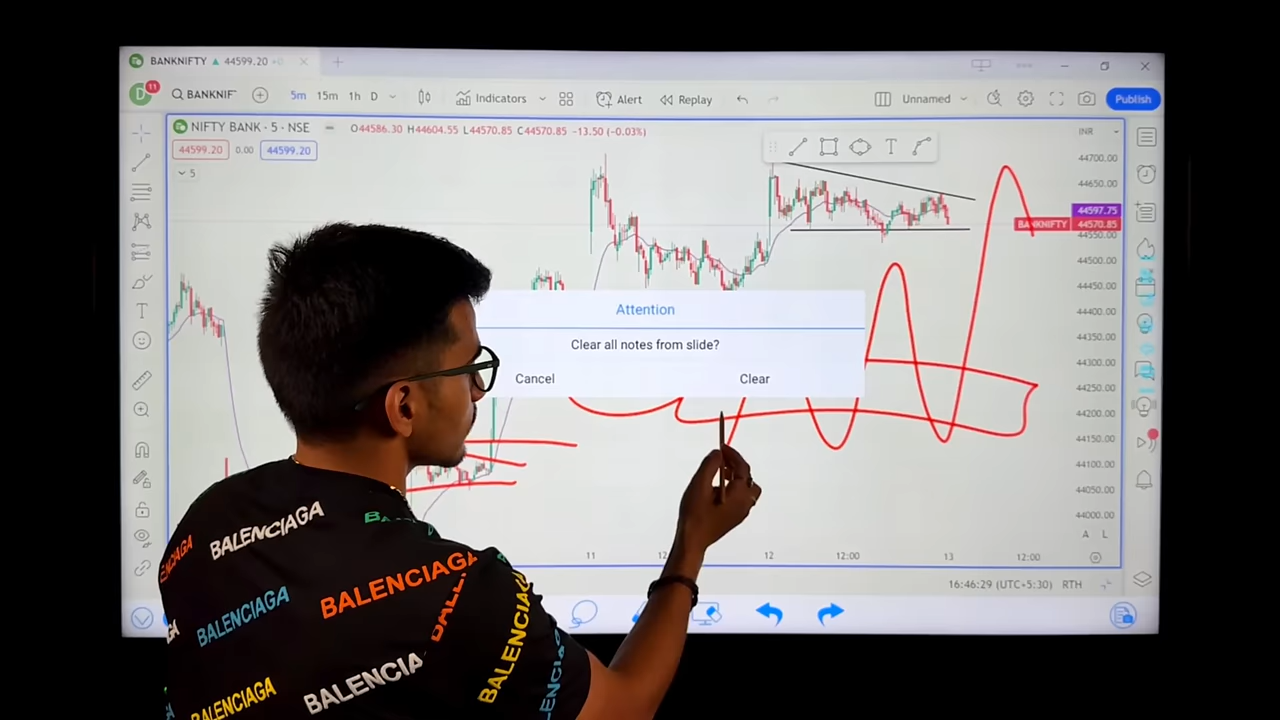 BANKNIFTY ▲ 44599.20
D 11 BANKNIF 5m 15m 1h D Indicators Alert Replay Unnamed Publish
NIFTY BANK · 5 · NSE O44586.30 H44604.55 L44570.85 C44570.85 -13.50 (-0.03%) INR
44599.20 0.00 44599.20
5
T
T
44700.00
44650.00
44597.75
BANKNIFTY 44570.85
44550.00
44500.00
44450.00
44400.00
44350.00
44300.00
44250.00
44200.00
44150.00
44100.00
44050.00
44000.00
Attention
Clear all notes from slide?
Cancel Clear
A L
11 12 12:00 13 12:00
16:46:29 (UTC+5:30) RTH
BALENCIAGA
BALENCIAGA
BALENCIAGA
BALENCIAGA
BALENCIAGA
BALENCIA